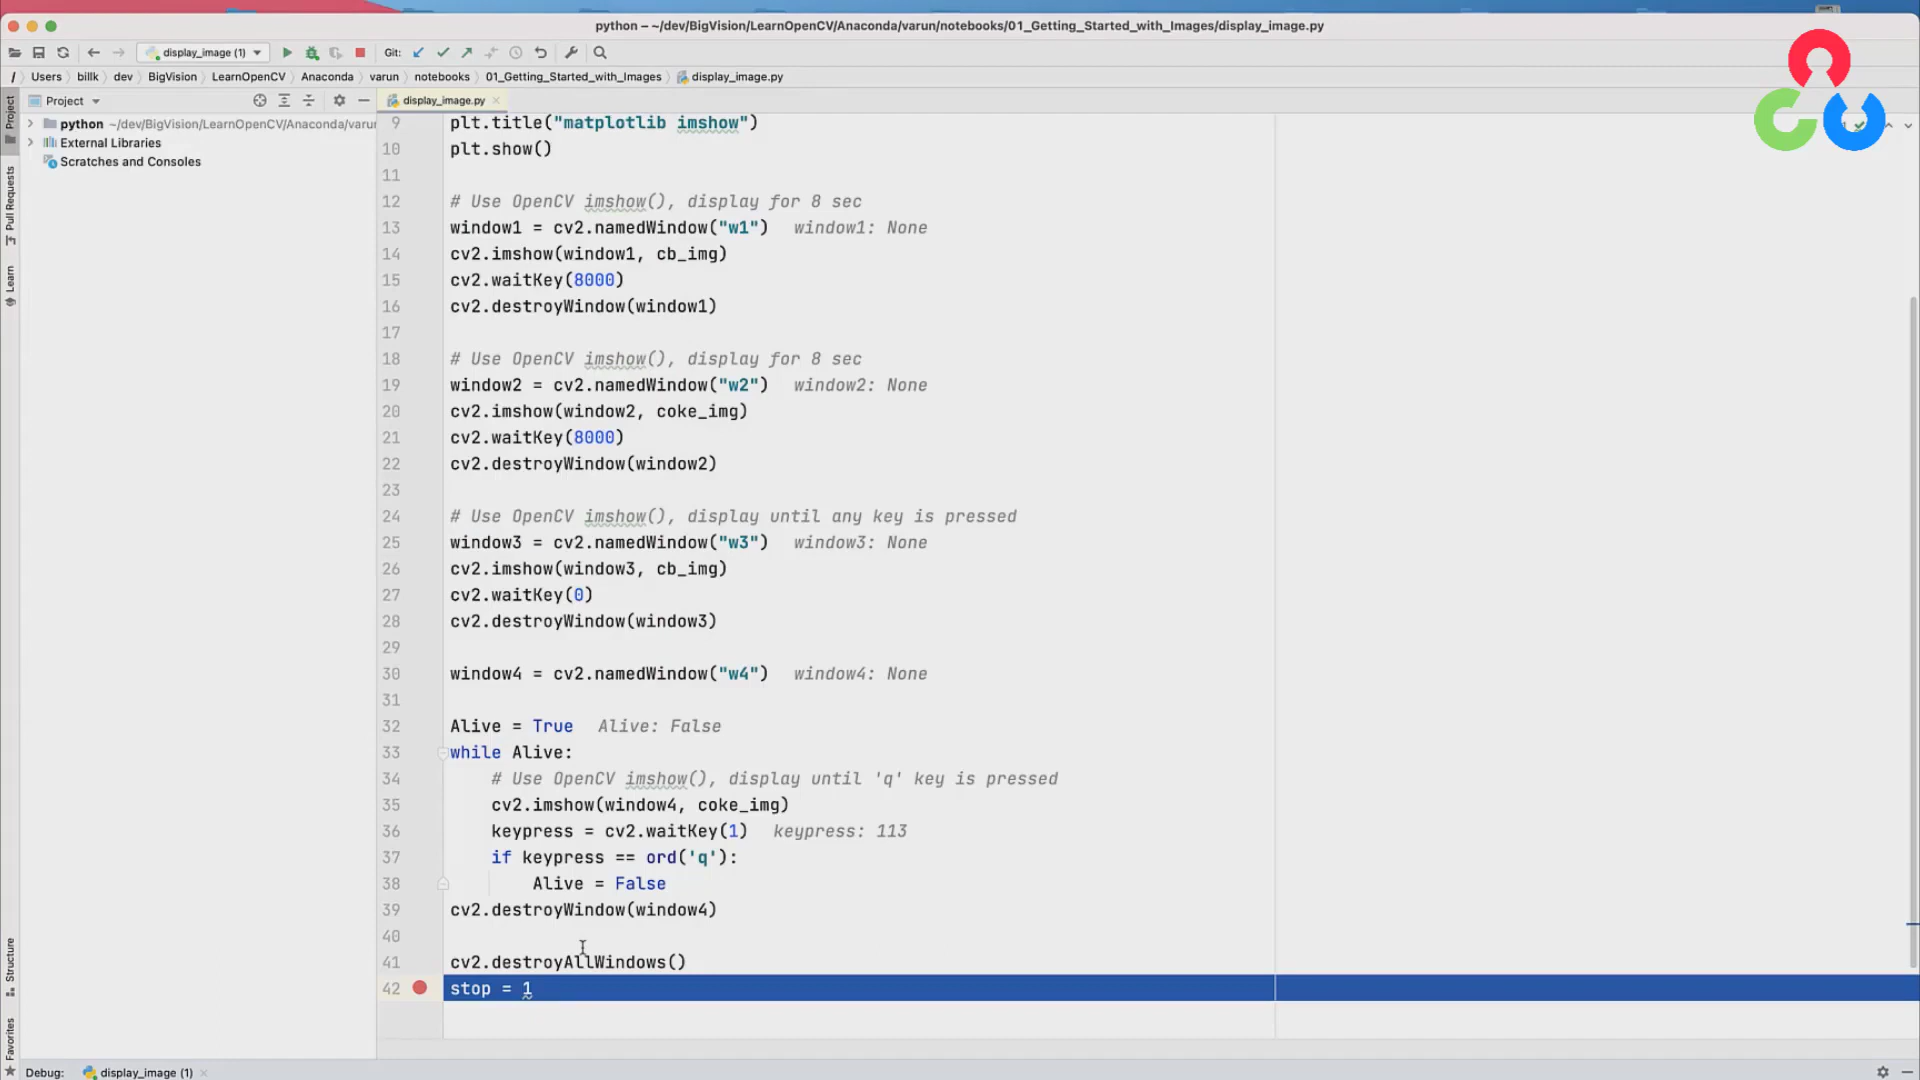 python – ~/dev/BigVision/LearnOpenCV/Anaconda/varun/notebooks/01_Getting_Started_with_Images/display_image.py
display_image (1)
Git:
/ Users billk dev BigVision LearnOpenCV Anaconda varun notebooks 01_Getting_Started_with_Images display_image.py
Project
Project
display_image.py
python ~/dev/BigVision/LearnOpenCV/Anaconda/varu
External Libraries
Scratches and Consoles
Pull Requests
Learn
Structure
Favorites
9 plt.title("matplotlib imshow")
10 plt.show()
11
12 # Use OpenCV imshow(), display for 8 sec
13 window1 = cv2.namedWindow("w1") window1: None
14 cv2.imshow(window1, cb_img)
15 cv2.waitKey(8000)
16 cv2.destroyWindow(window1)
17
18 # Use OpenCV imshow(), display for 8 sec
19 window2 = cv2.namedWindow("w2") window2: None
20 cv2.imshow(window2, coke_img)
21 cv2.waitKey(8000)
22 cv2.destroyWindow(window2)
23
24 # Use OpenCV imshow(), display until any key is pressed
25 window3 = cv2.namedWindow("w3") window3: None
26 cv2.imshow(window3, cb_img)
27 cv2.waitKey(0)
28 cv2.destroyWindow(window3)
29
30 window4 = cv2.namedWindow("w4") window4: None
31
32 Alive = True Alive: False
33 while Alive:
34 # Use OpenCV imshow(), display until 'q' key is pressed
35 cv2.imshow(window4, coke_img)
36 keypress = cv2.waitKey(1) keypress: 113
37 if keypress == ord('q'):
38 Alive = False
39 cv2.destroyWindow(window4)
40
41 cv2.destroyAllWindows()
42 stop = 1
Debug: display_image (1)